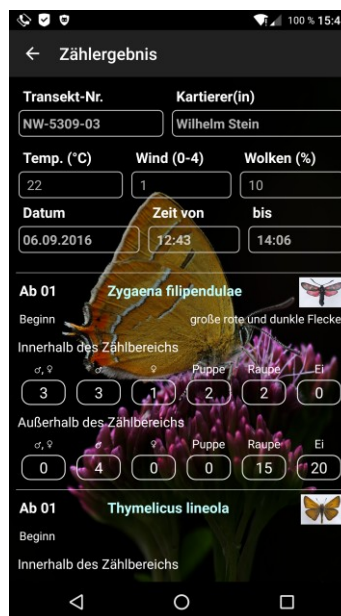 100 % 15:4
Zählergebnis
Transekt-Nr. Kartierer(in)
NW-5309-03 Wilhelm Stein
Temp. (°C) Wind (0-4) Wolken (%)
22 1 10
Datum Zeit von bis
06.09.2016 12:43 14:06
Ab 01 Zygaena filipendulae
Beginn große rote und dunkle Flecke
Innerhalb des Zählbereichs
♂, ♀ ♂ ♀ Puppe Raupe Ei
3 3 2 2 0
Außerhalb des Zählbereichs
♂, ♀ ♂ ♀ Puppe Raupe Ei
0 4 0 0 15 20
Ab 01 Thymelicus lineola
Beginn
Innerhalb des Zählbereichs